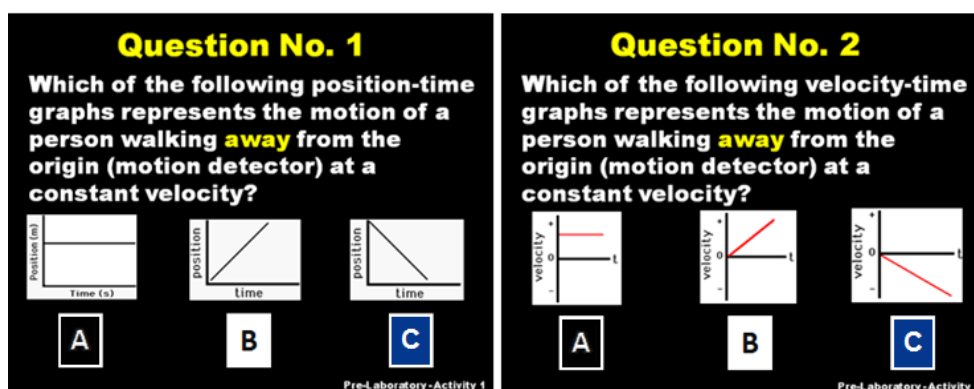 Question No. 1
Which of the following position-time
graphs represents the motion of a
person walking away from the
origin (motion detector) at a
constant velocity?
Position (m)
Time (s)
position
time
position
time
A
B
C
Pre-Laboratory-Activity 1
Question No. 2
Which of the following velocity-time
graphs represents the motion of a
person walking away from the
origin (motion detector) at a
constant velocity?
velocity
+
0
−
t
velocity
+
0
−
t
velocity
+
0
−
t
A
B
C
Pre-Laboratory-Activity